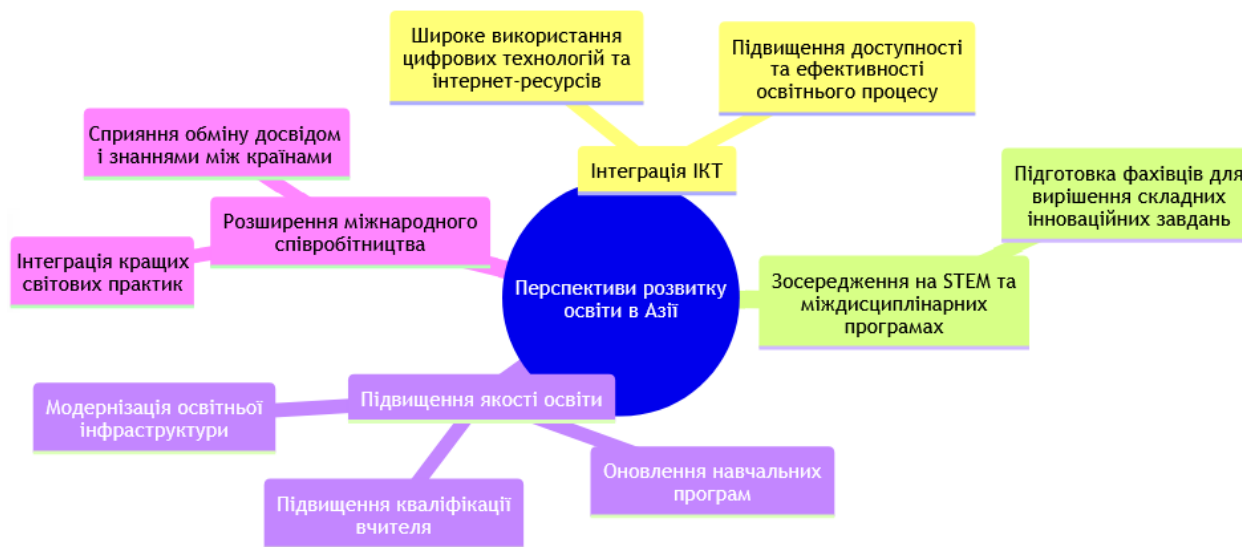 Широке використання
цифрових технологій та
інтернет-ресурсів
Підвищення доступності
та ефективності
освітнього процесу
Інтеграція ІКТ
Сприяння обміну досвідом
і знаннями між країнами
Розширення міжнародного
співробітництва
Інтеграція кращих
світових практик
Підготовка фахівців для
вирішення складних
інноваційних завдань
Зосередження на STEM та
міждисциплінарних
програмах
Перспективи розвитку
освіти в Азії
Підвищення якості освіти
Модернізація освітньої
інфраструктури
Підвищення кваліфікації
вчителя
Оновлення навчальних
програм